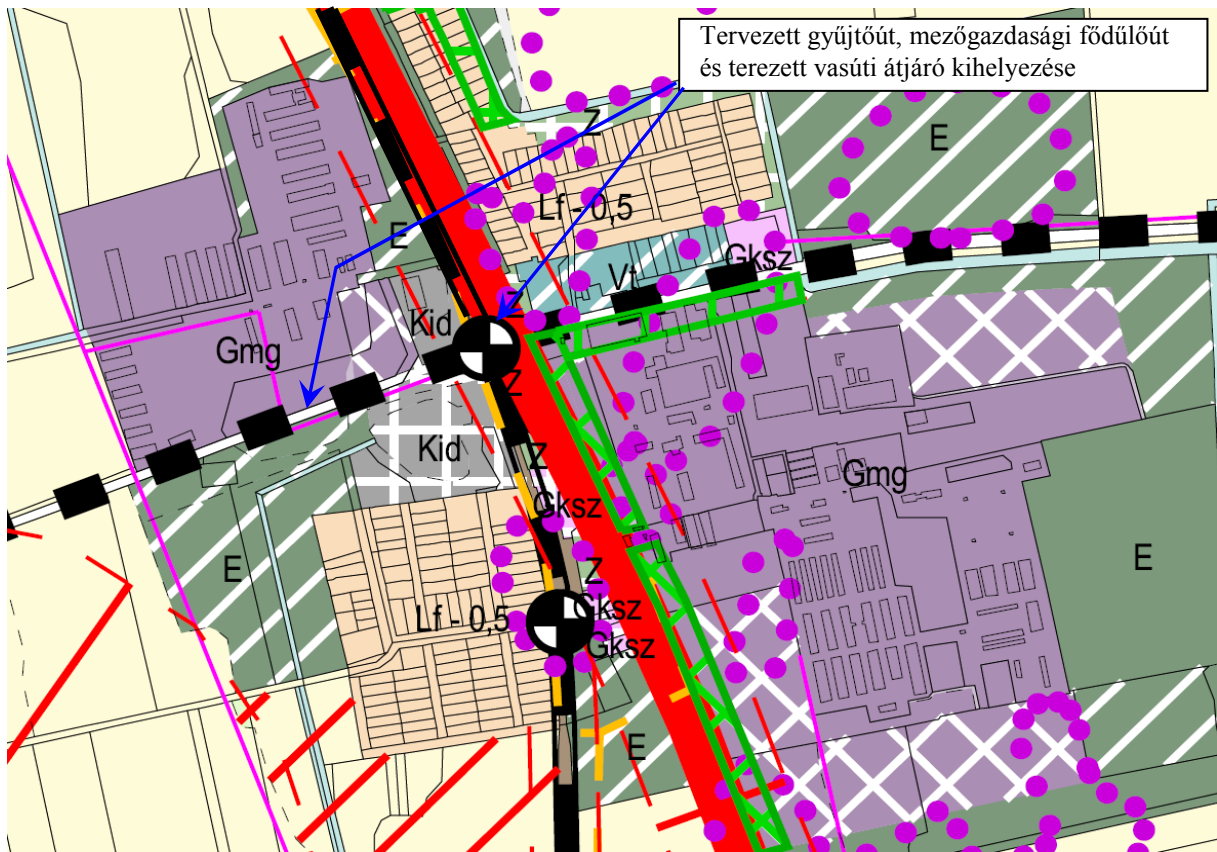 Tervezett gyűjtőút, mezőgazdasági fődűlőút
és terezett vasúti átjáró kihelyezése
Z
E
E
Lf - 0,5
Vt
Gksz
Z
Kid
Gmg
Z
Kid
Z
Gmg
Gksz
E
E
Z
Lf - 0,5
Gksz
Gksz
E